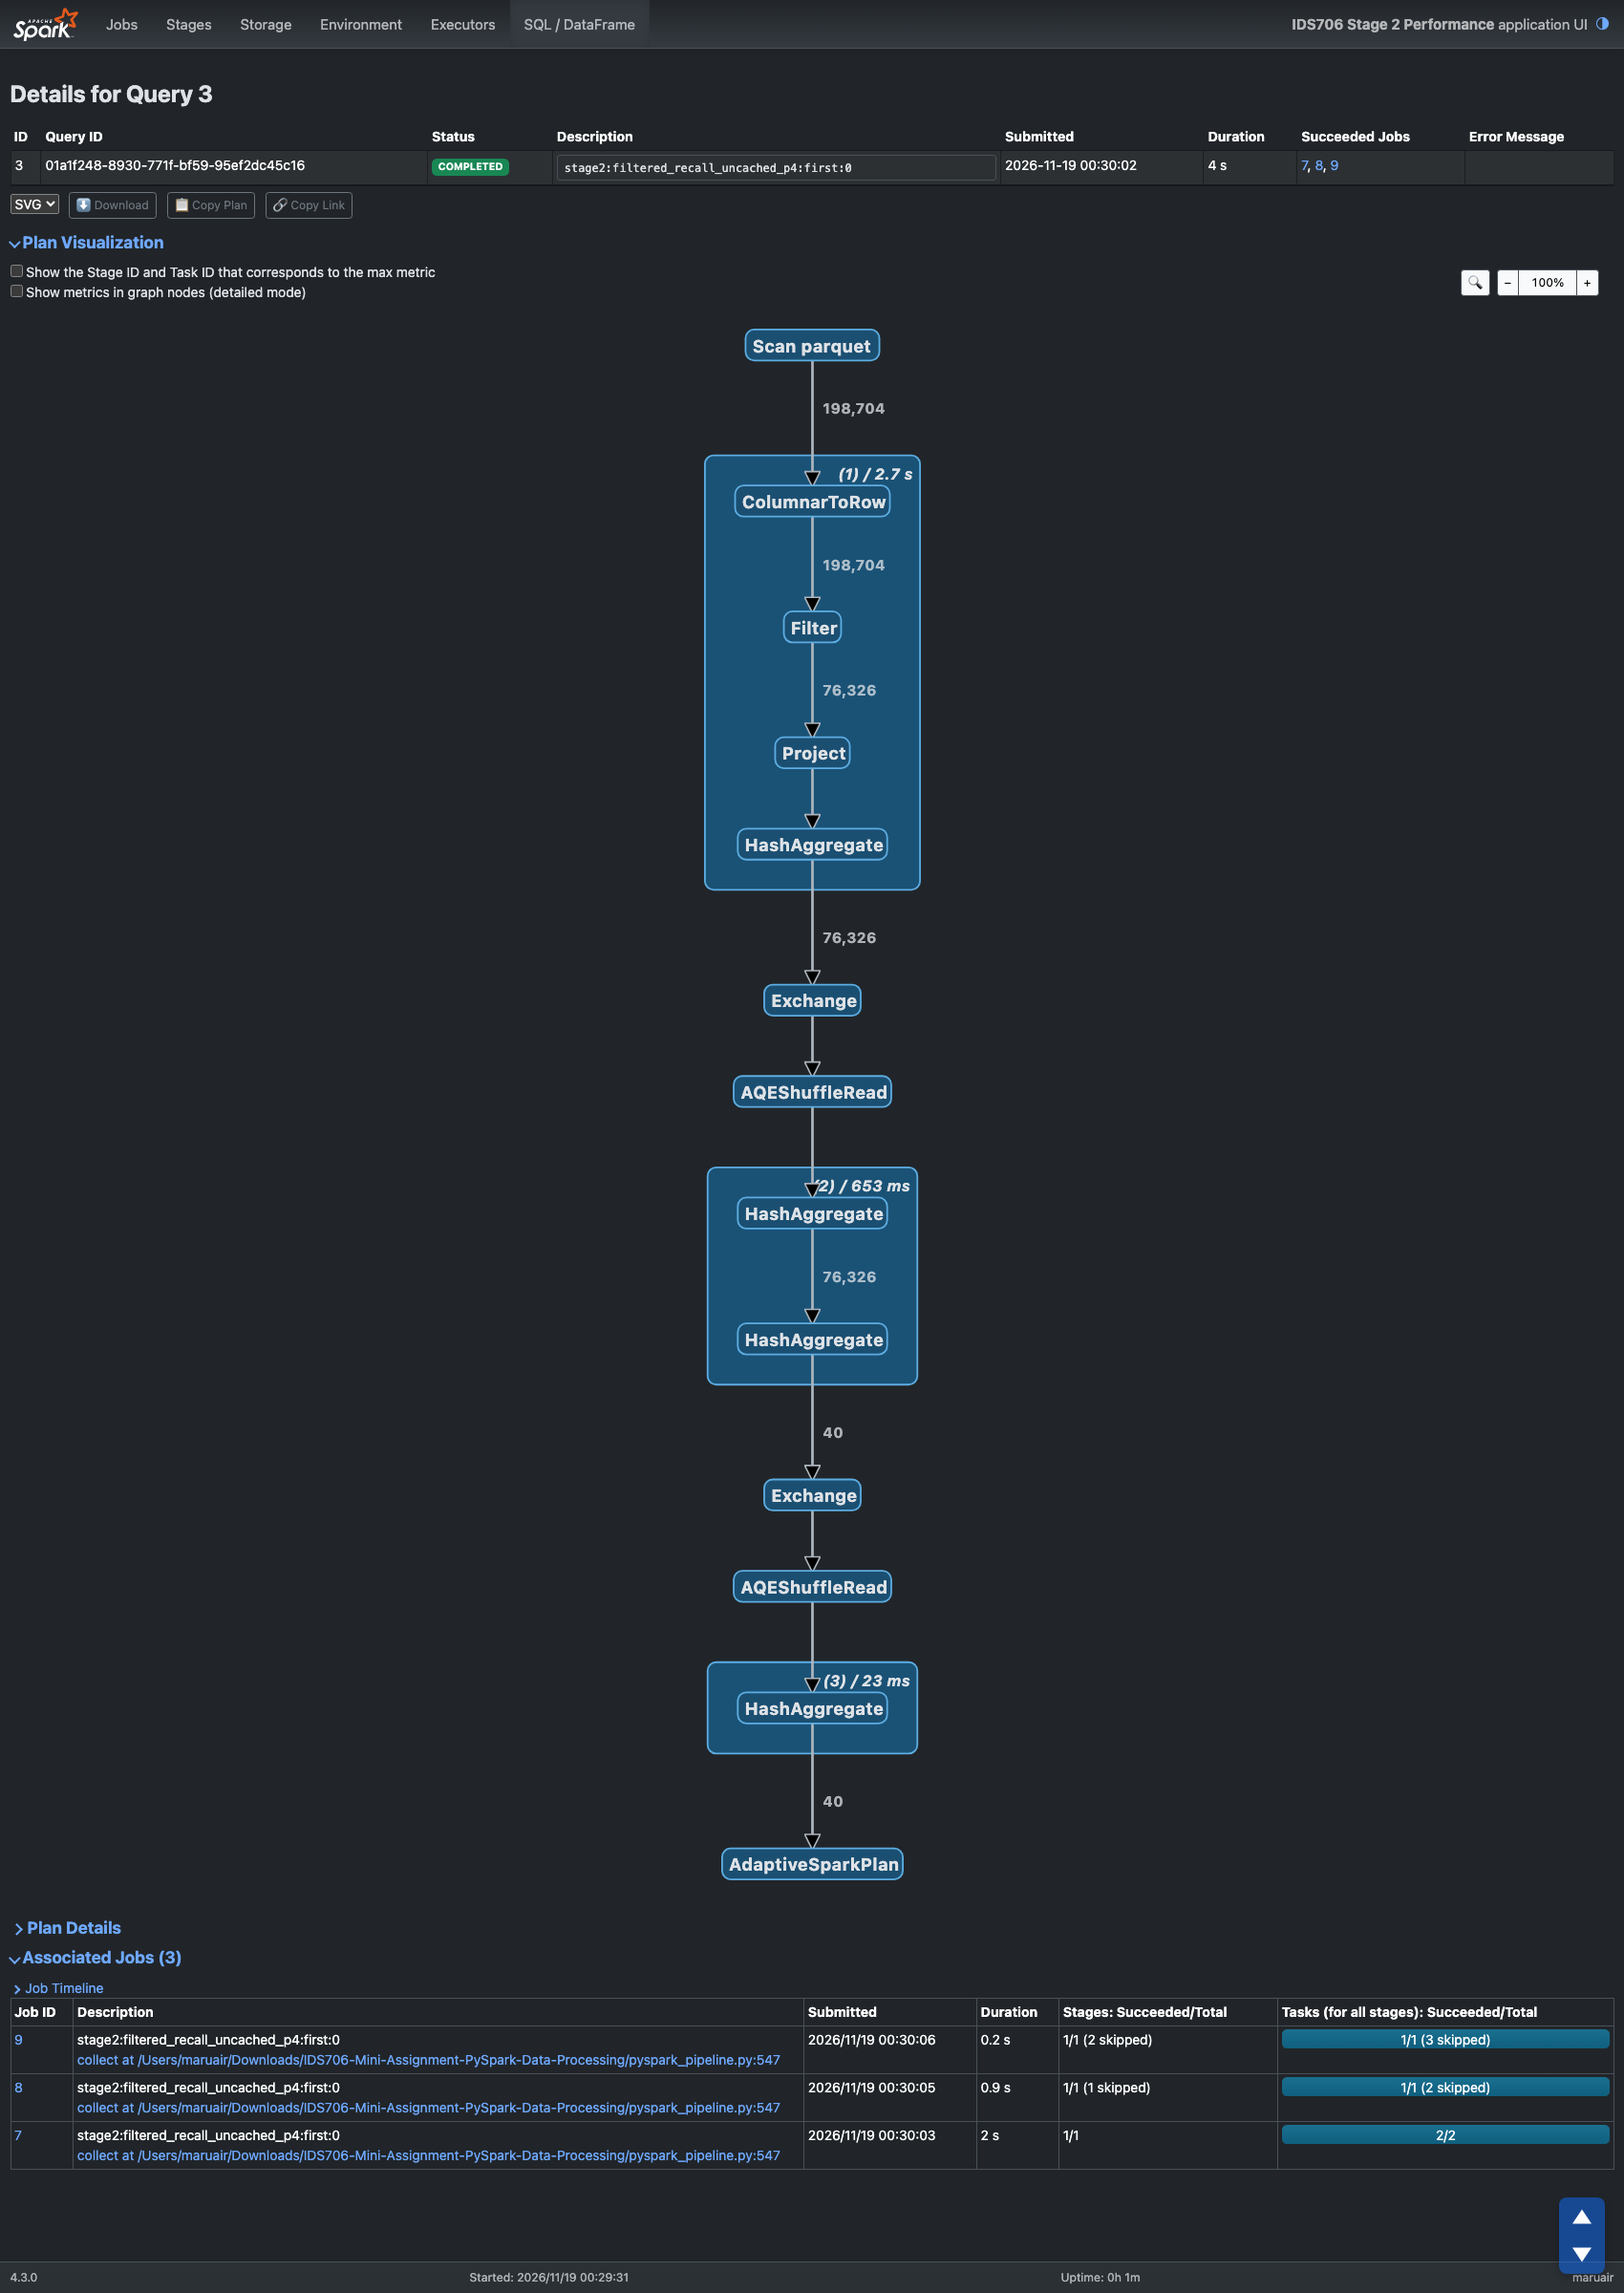 APACHE Spark Jobs Stages Storage Environment Executors SQL / DataFrame IDS706 Stage 2 Performance application UI
Details for Query 3
ID Query ID Status Description Submitted Duration Succeeded Jobs Error Message
3 01a1f248-8930-771f-bf59-95ef2dc45c16 COMPLETED stage2:filtered_recall_uncached_p4:first:0 2026-11-19 00:30:02 4 s 7, 8, 9
SVG Download Copy Plan Copy Link
Plan Visualization
Show the Stage ID and Task ID that corresponds to the max metric
Show metrics in graph nodes (detailed mode)
− 100% +
Scan parquet
198,704
(1) / 2.7 s
ColumnarToRow
198,704
Filter
76,326
Project
HashAggregate
76,326
Exchange
AQEShuffleRead
(2) / 653 ms
HashAggregate
76,326
HashAggregate
40
Exchange
AQEShuffleRead
(3) / 23 ms
HashAggregate
40
AdaptiveSparkPlan
Plan Details
Associated Jobs (3)
Job Timeline
Job ID Description Submitted Duration Stages: Succeeded/Total Tasks (for all stages): Succeeded/Total
9 stage2:filtered_recall_uncached_p4:first:0 2026/11/19 00:30:06 0.2 s 1/1 (2 skipped) 1/1 (3 skipped)
collect at /Users/maruair/Downloads/IDS706-Mini-Assignment-PySpark-Data-Processing/pyspark_pipeline.py:547
8 stage2:filtered_recall_uncached_p4:first:0 2026/11/19 00:30:05 0.9 s 1/1 (1 skipped) 1/1 (2 skipped)
collect at /Users/maruair/Downloads/IDS706-Mini-Assignment-PySpark-Data-Processing/pyspark_pipeline.py:547
7 stage2:filtered_recall_uncached_p4:first:0 2026/11/19 00:30:03 2 s 1/1 2/2
collect at /Users/maruair/Downloads/IDS706-Mini-Assignment-PySpark-Data-Processing/pyspark_pipeline.py:547
4.3.0 Started: 2026/11/19 00:29:31 Uptime: 0h 1m maruair